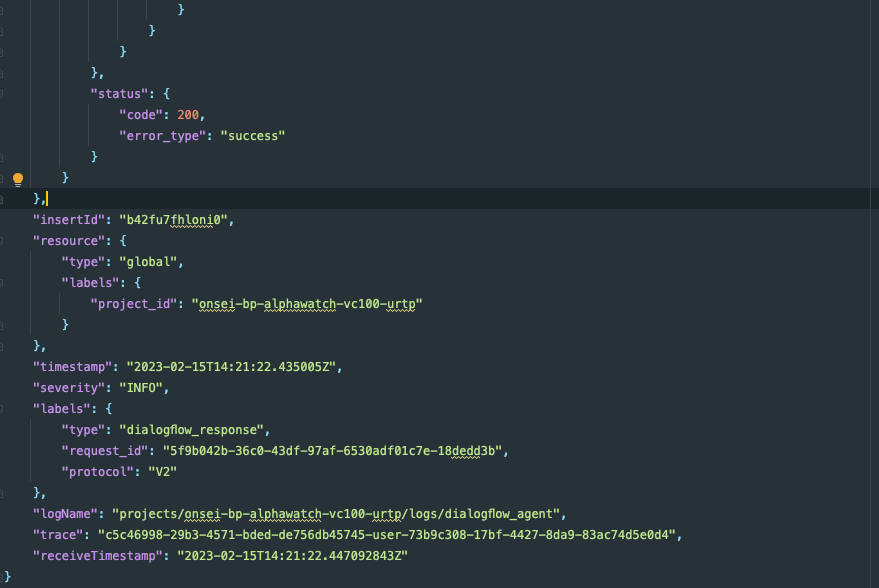 }
}
}
},
"status": {
"code": 200,
"error_type": "success"
}
}
},
"insertId": "b42fu7fhloni0",
"resource": {
"type": "global",
"labels": {
"project_id": "onsei-bp-alphawatch-vc100-urtp"
}
},
"timestamp": "2023-02-15T14:21:22.435005Z",
"severity": "INFO",
"labels": {
"type": "dialogflow_response",
"request_id": "5f9b042b-36c0-43df-97af-6530adf01c7e-18dedd3b",
"protocol": "V2"
},
"logName": "projects/onsei-bp-alphawatch-vc100-urtp/logs/dialogflow_agent",
"trace": "c5c46998-29b3-4571-bded-de756db45745-user-73b9c308-17bf-4427-8da9-83ac74d5e0d4",
"receiveTimestamp": "2023-02-15T14:21:22.447092843Z"
}